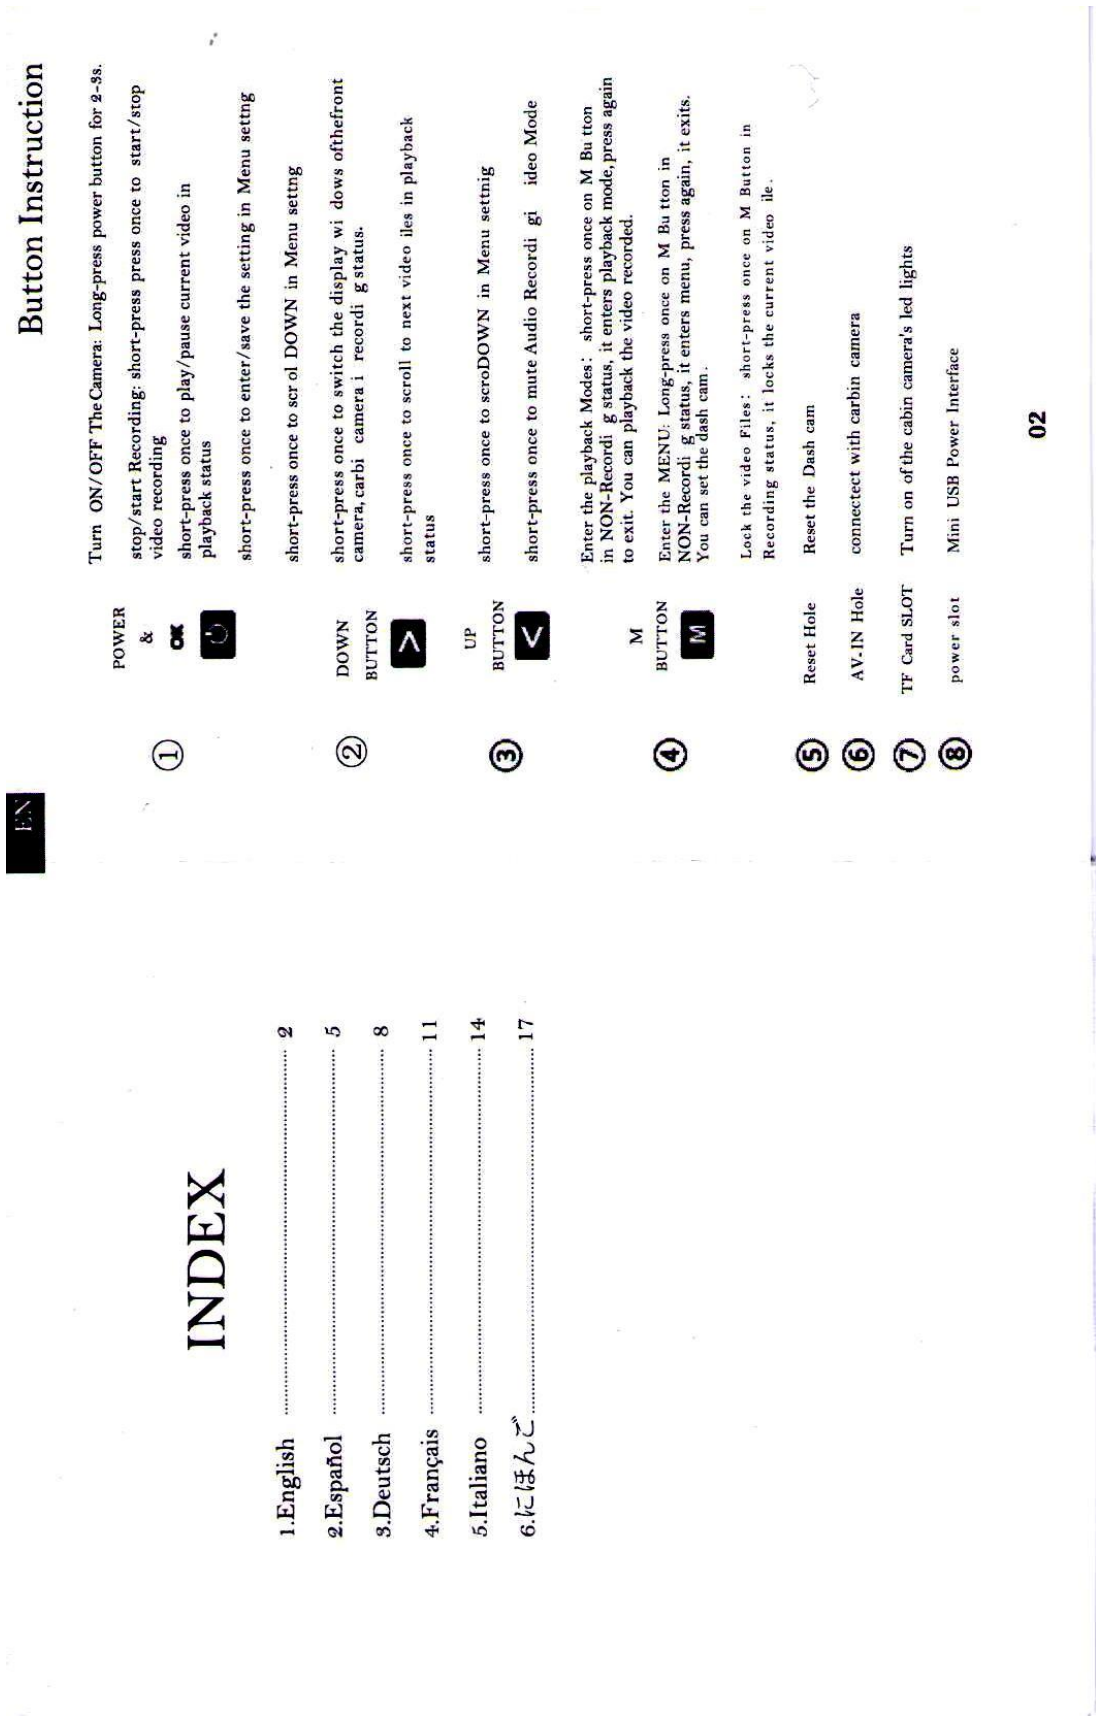 INDEX
1.English 2
2.Español 5
3.Deutsch 8
4.Français 11
5.Italiano 14
6.にほんご 17
EN
Button Instruction
① POWER
&
OK
Turn ON/OFF The Camera: Long-press power button for 2-3s.
stop/start Recording: short-press press once to start/stop
video recording
short-press once to play/pause current video in
playback status
short-press once to enter/save the setting in Menu settng
② DOWN
BUTTON
>
short-press once to scr ol DOWN in Menu settng
short-press once to switch the display wi dows ofthefront
camera, carbi camera i recordi g status.
short-press once to scroll to next video iles in playback
status
③ UP
BUTTON
<
short-press once to scroDOWN in Menu settnig
short-press once to mute Audio Recordi gi ideo Mode
④ M
BUTTON
M
Enter the playback Modes: short-press once on M Bu tton
in NON-Recordi g status, it enters playback mode,press again
to exit. You can playback the video recorded.
Enter the MENU: Long-press once on M Bu tton in
NON-Recordi g status, it enters menu, press again, it exits.
You can set the dash cam.
Lock the video Files: short-press once on M Button in
Recording status, it locks the current video ile.
⑤ Reset Hole Reset the Dash cam
⑥ AV-IN Hole connectect with carbin camera
⑦ TF Card SLOT Turn on of the cabin camera's led lights
⑧ power slot Mini USB Power Interface
02